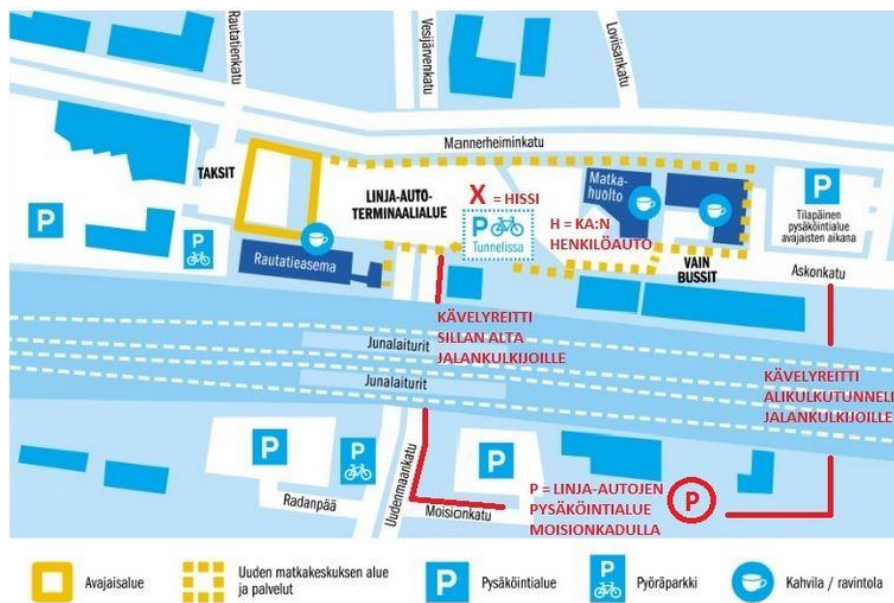 Rautatienkatu
Vesijärvenkatu
Loviisankatu
Mannerheiminkatu
TAKSIT
P
LINJA-AUTO-
TERMINAALIALUE
X = HISSI
P
Tunnelissa
H = KA:N
HENKILÖAUTO
Matka-
huolto
P
Tilapäinen
pysäköintialue
avajaisten aikana
P
Rautatieasema
VAIN
BUSSIT
Askonkatu
KÄVELYREITTI
SILLAN ALTA
JALANKULKIJOILLE
Junalaiturit
Junalaiturit
KÄVELYREITTI
ALIKULKUTUNNELI
JALANKULKIJOILLE
P
P
P
Radanpää
Uudenmaankatu
Moisionkatu
P = LINJA-AUTOJEN
PYSÄKÖINTIALUE
MOISIONKADULLA
P
Avajaisalue
Uuden matkakeskuksen alue
ja palvelut
P
Pysäköintialue
P
Pyöräparkki
Kahvila / ravintola